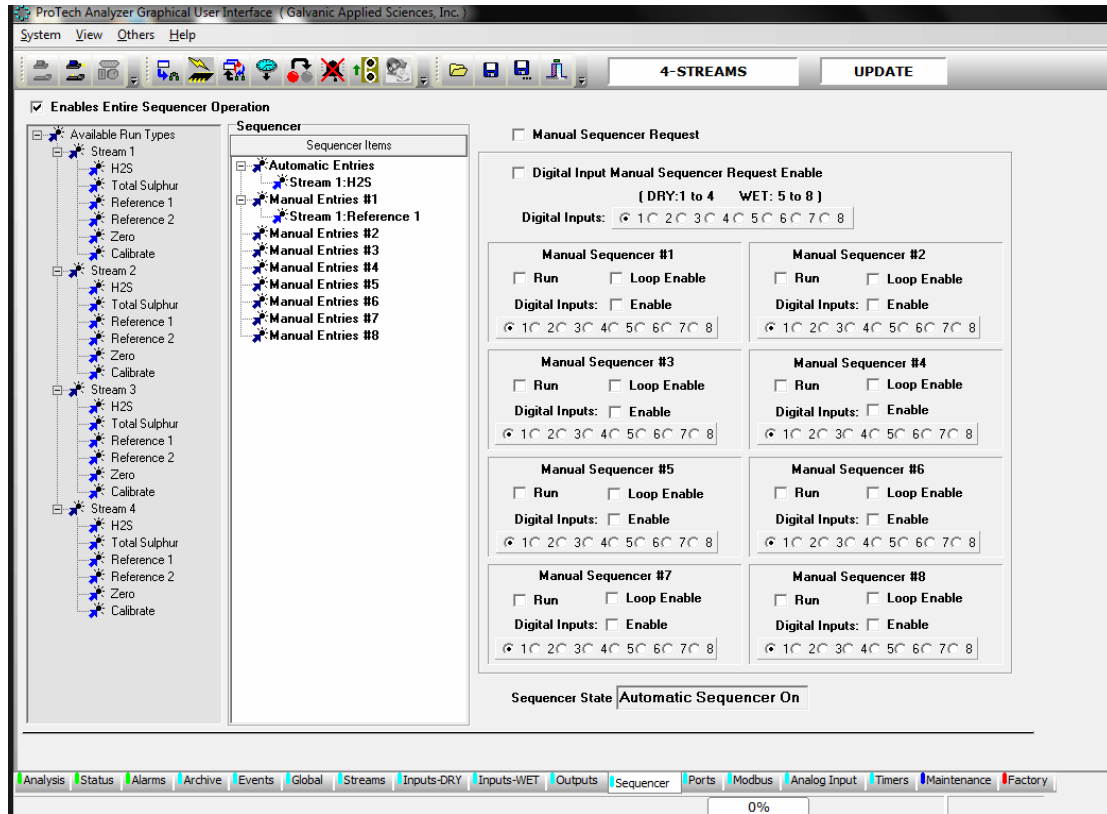 ProTech Analyzer Graphical User Interface ( Galvanic Applied Sciences, Inc. )
System View Others Help
4-STREAMS
UPDATE
Enables Entire Sequencer Operation
Available Run Types
Stream 1
H2S
Total Sulphur
Reference 1
Reference 2
Zero
Calibrate
Stream 2
H2S
Total Sulphur
Reference 1
Reference 2
Zero
Calibrate
Stream 3
H2S
Total Sulphur
Reference 1
Reference 2
Zero
Calibrate
Stream 4
H2S
Total Sulphur
Reference 1
Reference 2
Zero
Calibrate
Sequencer
Sequencer Items
Automatic Entries
Stream 1:H2S
Manual Entries #1
Stream 1:Reference 1
Manual Entries #2
Manual Entries #3
Manual Entries #4
Manual Entries #5
Manual Entries #6
Manual Entries #7
Manual Entries #8
Manual Sequencer Request
Digital Input Manual Sequencer Request Enable
( DRY:1 to 4 WET: 5 to 8 )
Digital Inputs: 1 2 3 4 5 6 7 8
Manual Sequencer #1
Run Loop Enable
Digital Inputs: Enable
1 2 3 4 5 6 7 8
Manual Sequencer #2
Run Loop Enable
Digital Inputs: Enable
1 2 3 4 5 6 7 8
Manual Sequencer #3
Run Loop Enable
Digital Inputs: Enable
1 2 3 4 5 6 7 8
Manual Sequencer #4
Run Loop Enable
Digital Inputs: Enable
1 2 3 4 5 6 7 8
Manual Sequencer #5
Run Loop Enable
Digital Inputs: Enable
1 2 3 4 5 6 7 8
Manual Sequencer #6
Run Loop Enable
Digital Inputs: Enable
1 2 3 4 5 6 7 8
Manual Sequencer #7
Run Loop Enable
Digital Inputs: Enable
1 2 3 4 5 6 7 8
Manual Sequencer #8
Run Loop Enable
Digital Inputs: Enable
1 2 3 4 5 6 7 8
Sequencer State Automatic Sequencer On
Analysis Status Alarms Archive Events Global Streams Inputs-DRY Inputs-WET Outputs Sequencer Ports Modbus Analog Input Timers Maintenance Factory
0%